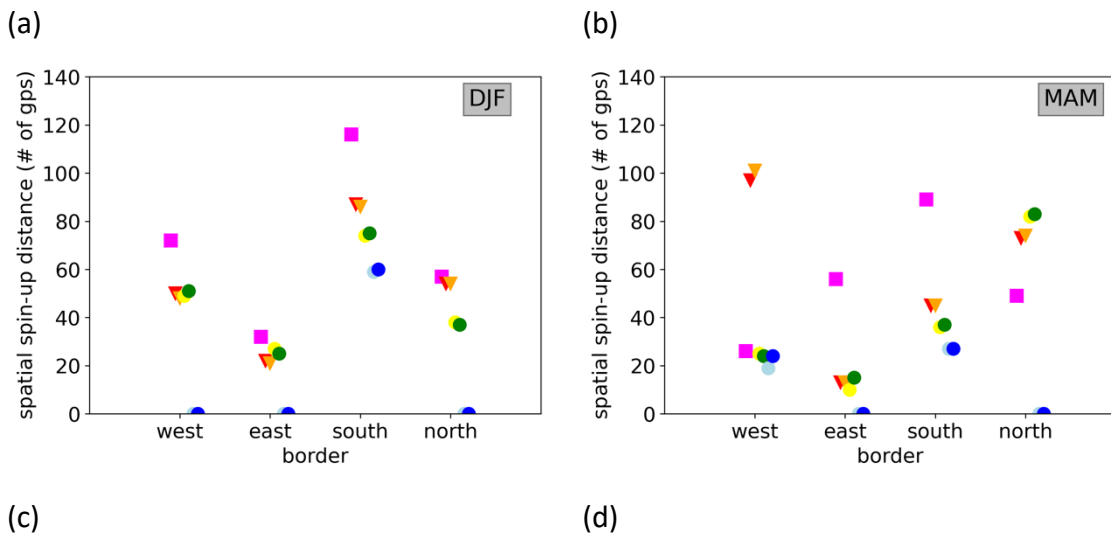 (a)
(b)
spatial spin-up distance (# of gps)
140
120
100
80
60
40
20
0
DJF
west east south north
border
spatial spin-up distance (# of gps)
140
120
100
80
60
40
20
0
MAM
west east south north
border
(c)
(d)